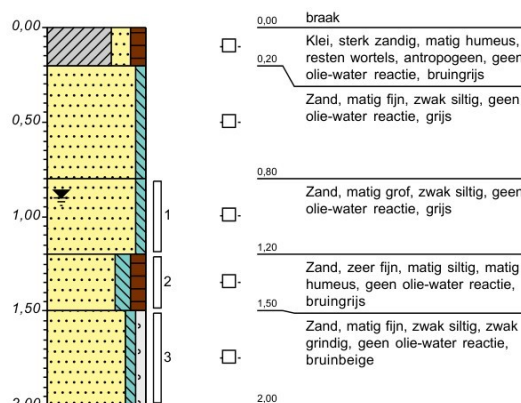 0,00
0,50
1,00
1,50
2,00
1
2
3
0,00
braak
Klei, sterk zandig, matig humeus,
resten wortels, antropogeen, geen
olie-water reactie, bruingrijs
0,20
Zand, matig fijn, zwak siltig, geen
olie-water reactie, grijs
0,80
Zand, matig grof, zwak siltig, geen
olie-water reactie, grijs
1,20
Zand, zeer fijn, matig siltig, matig
humeus, geen olie-water reactie,
bruingrijs
1,50
Zand, matig fijn, zwak siltig, zwak
grindig, geen olie-water reactie,
bruinbeige
2,00